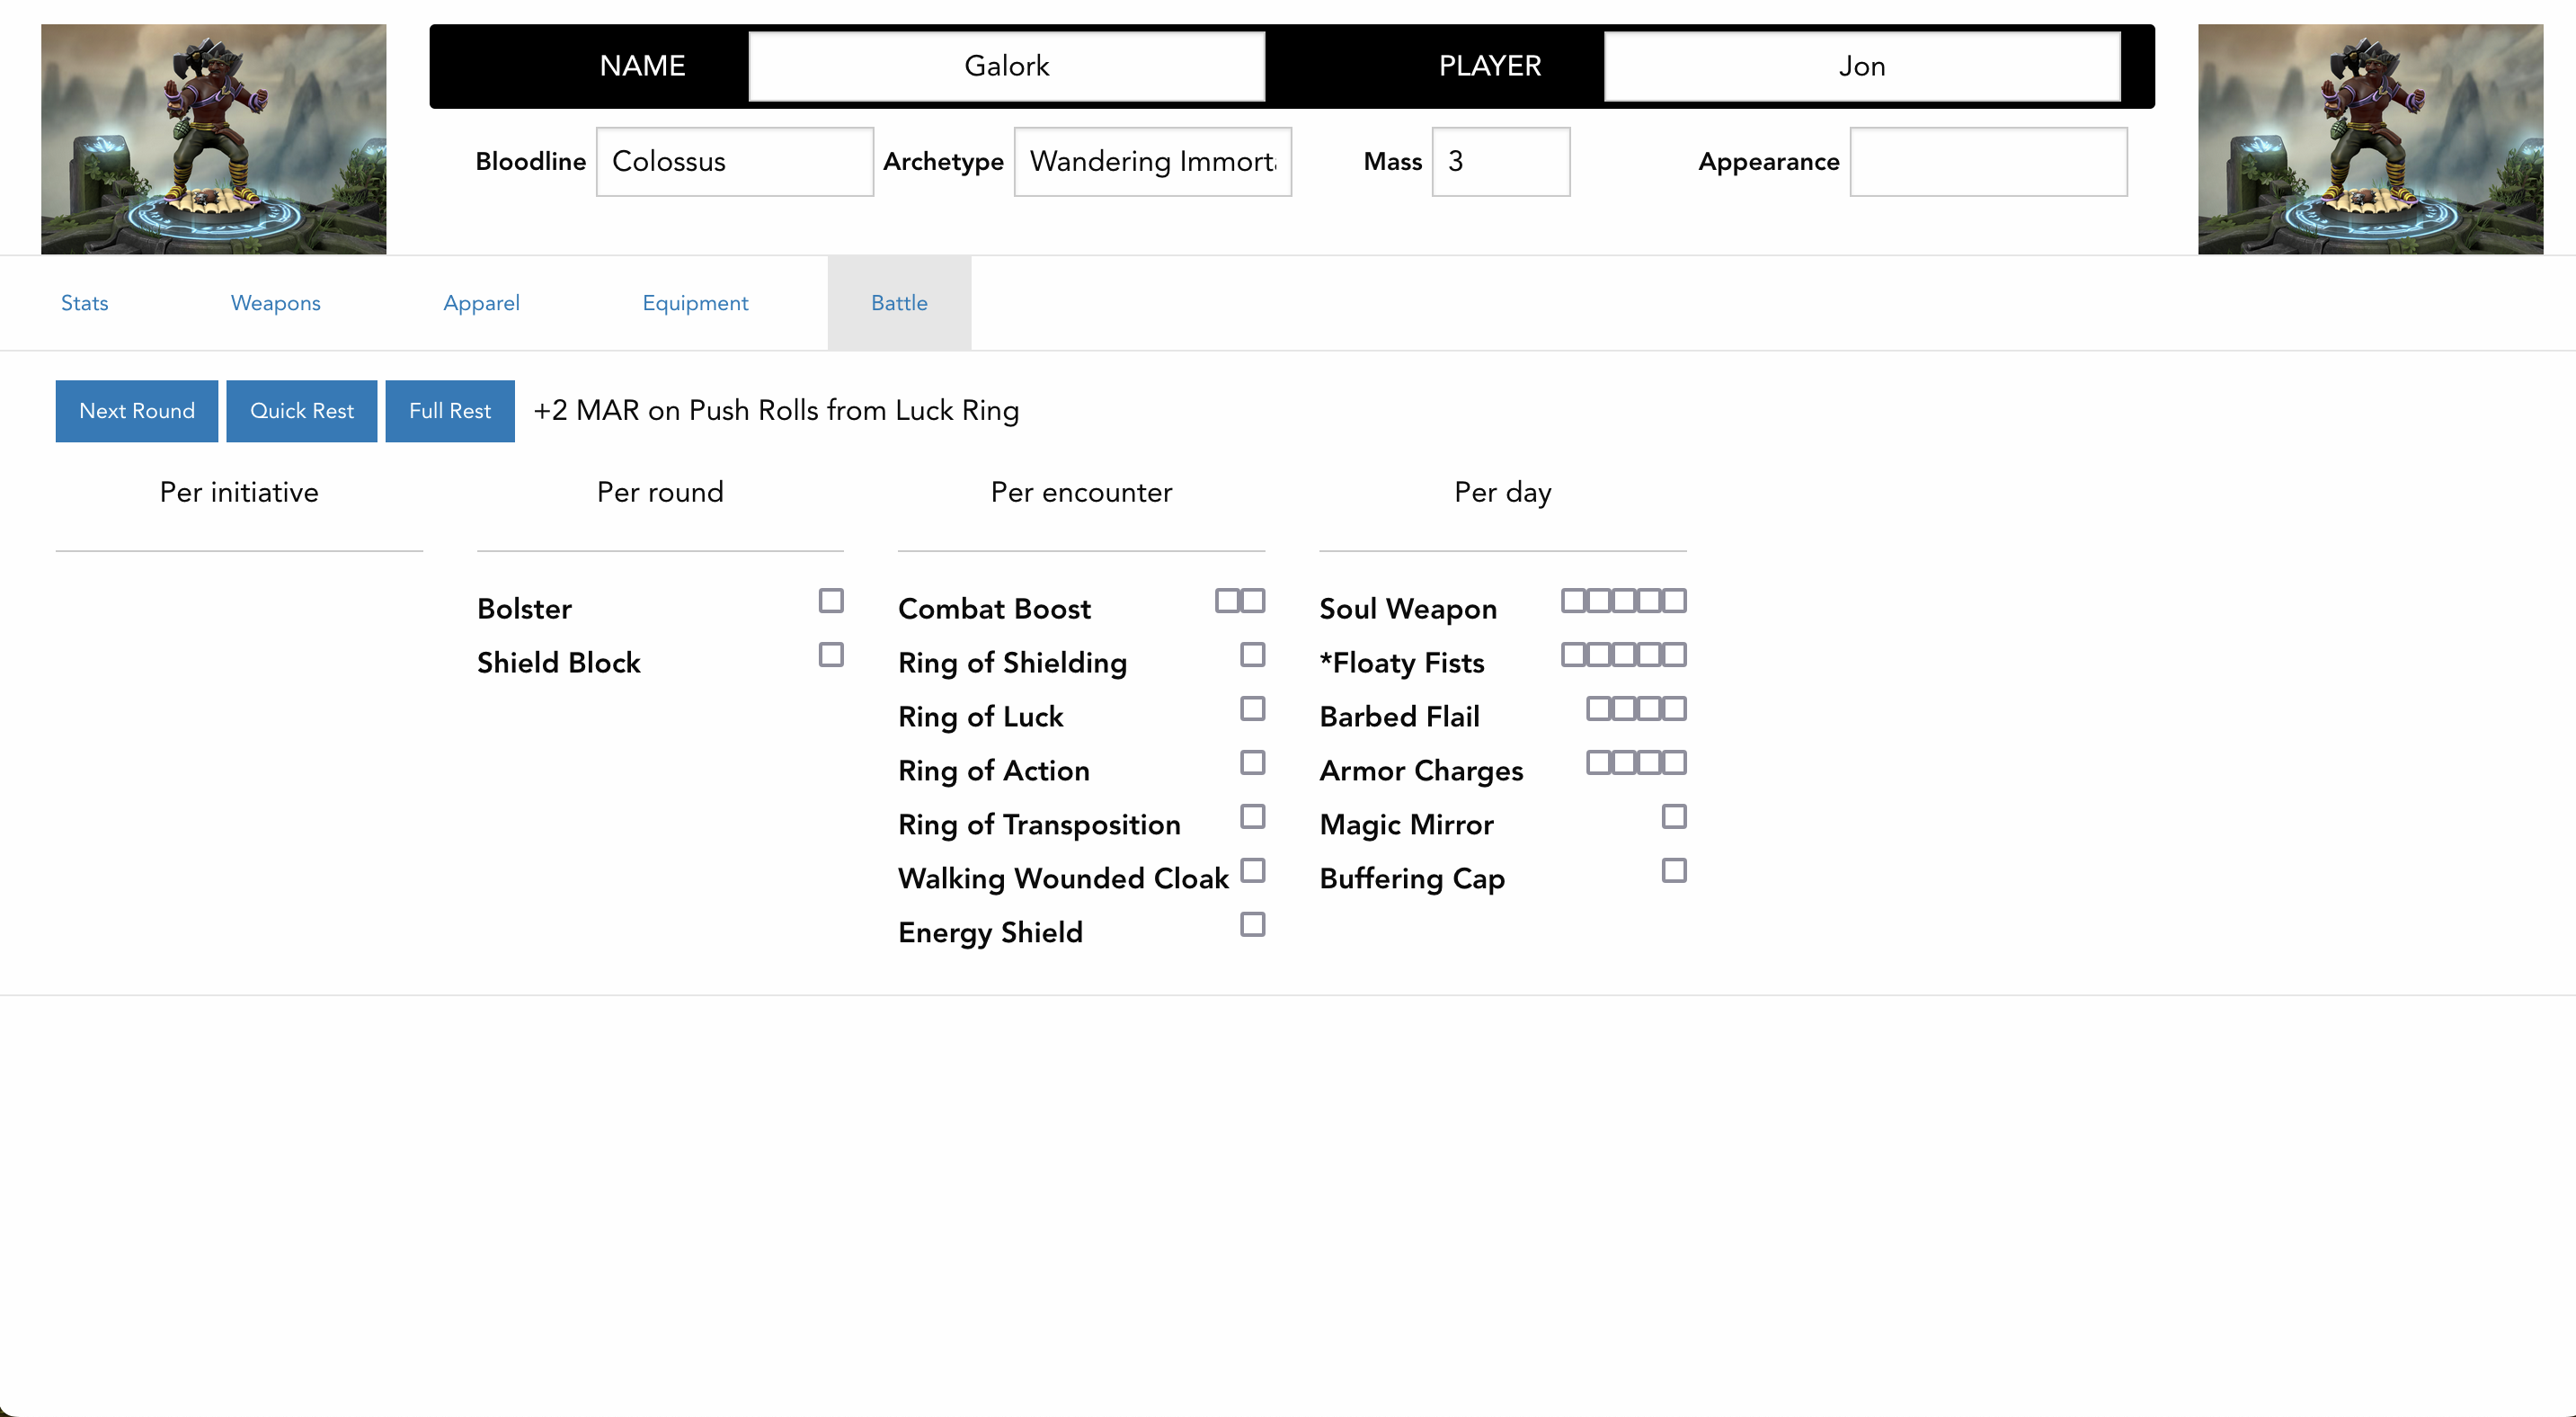 NAME Galork PLAYER Jon
Bloodline Colossus Archetype Wandering Mass 3 Appearance
Stats Weapons Apparel Equipment Battle
Next Round Quick Rest Full Rest +2 MAR on Push Rolls from Luck Ring
Per initiative Per round Per encounter Per day
Bolster Combat Boost Soul Weapon
Shield Block Ring of Shielding *Floaty Fists
Ring of Luck Barbed Flail
Ring of Action Armor Charges
Ring of Transposition Magic Mirror
Walking Wounded Cloak Buffering Cap
Energy Shield